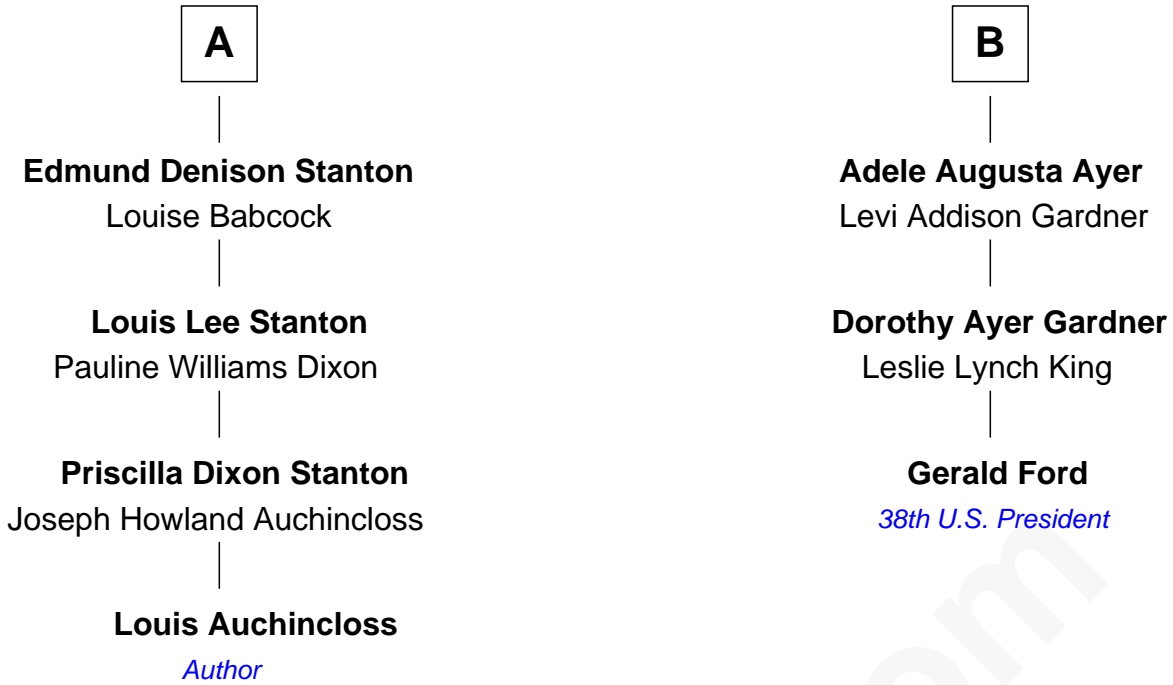 A
Edmund Denison Stanton
Louise Babcock
Louis Lee Stanton
Pauline Williams Dixon
Priscilla Dixon Stanton
Joseph Howland Auchincloss
Louis Auchincloss
Author
B
Adele Augusta Ayer
Levi Addison Gardner
Dorothy Ayer Gardner
Leslie Lynch King
Gerald Ford
38th U.S. President
om